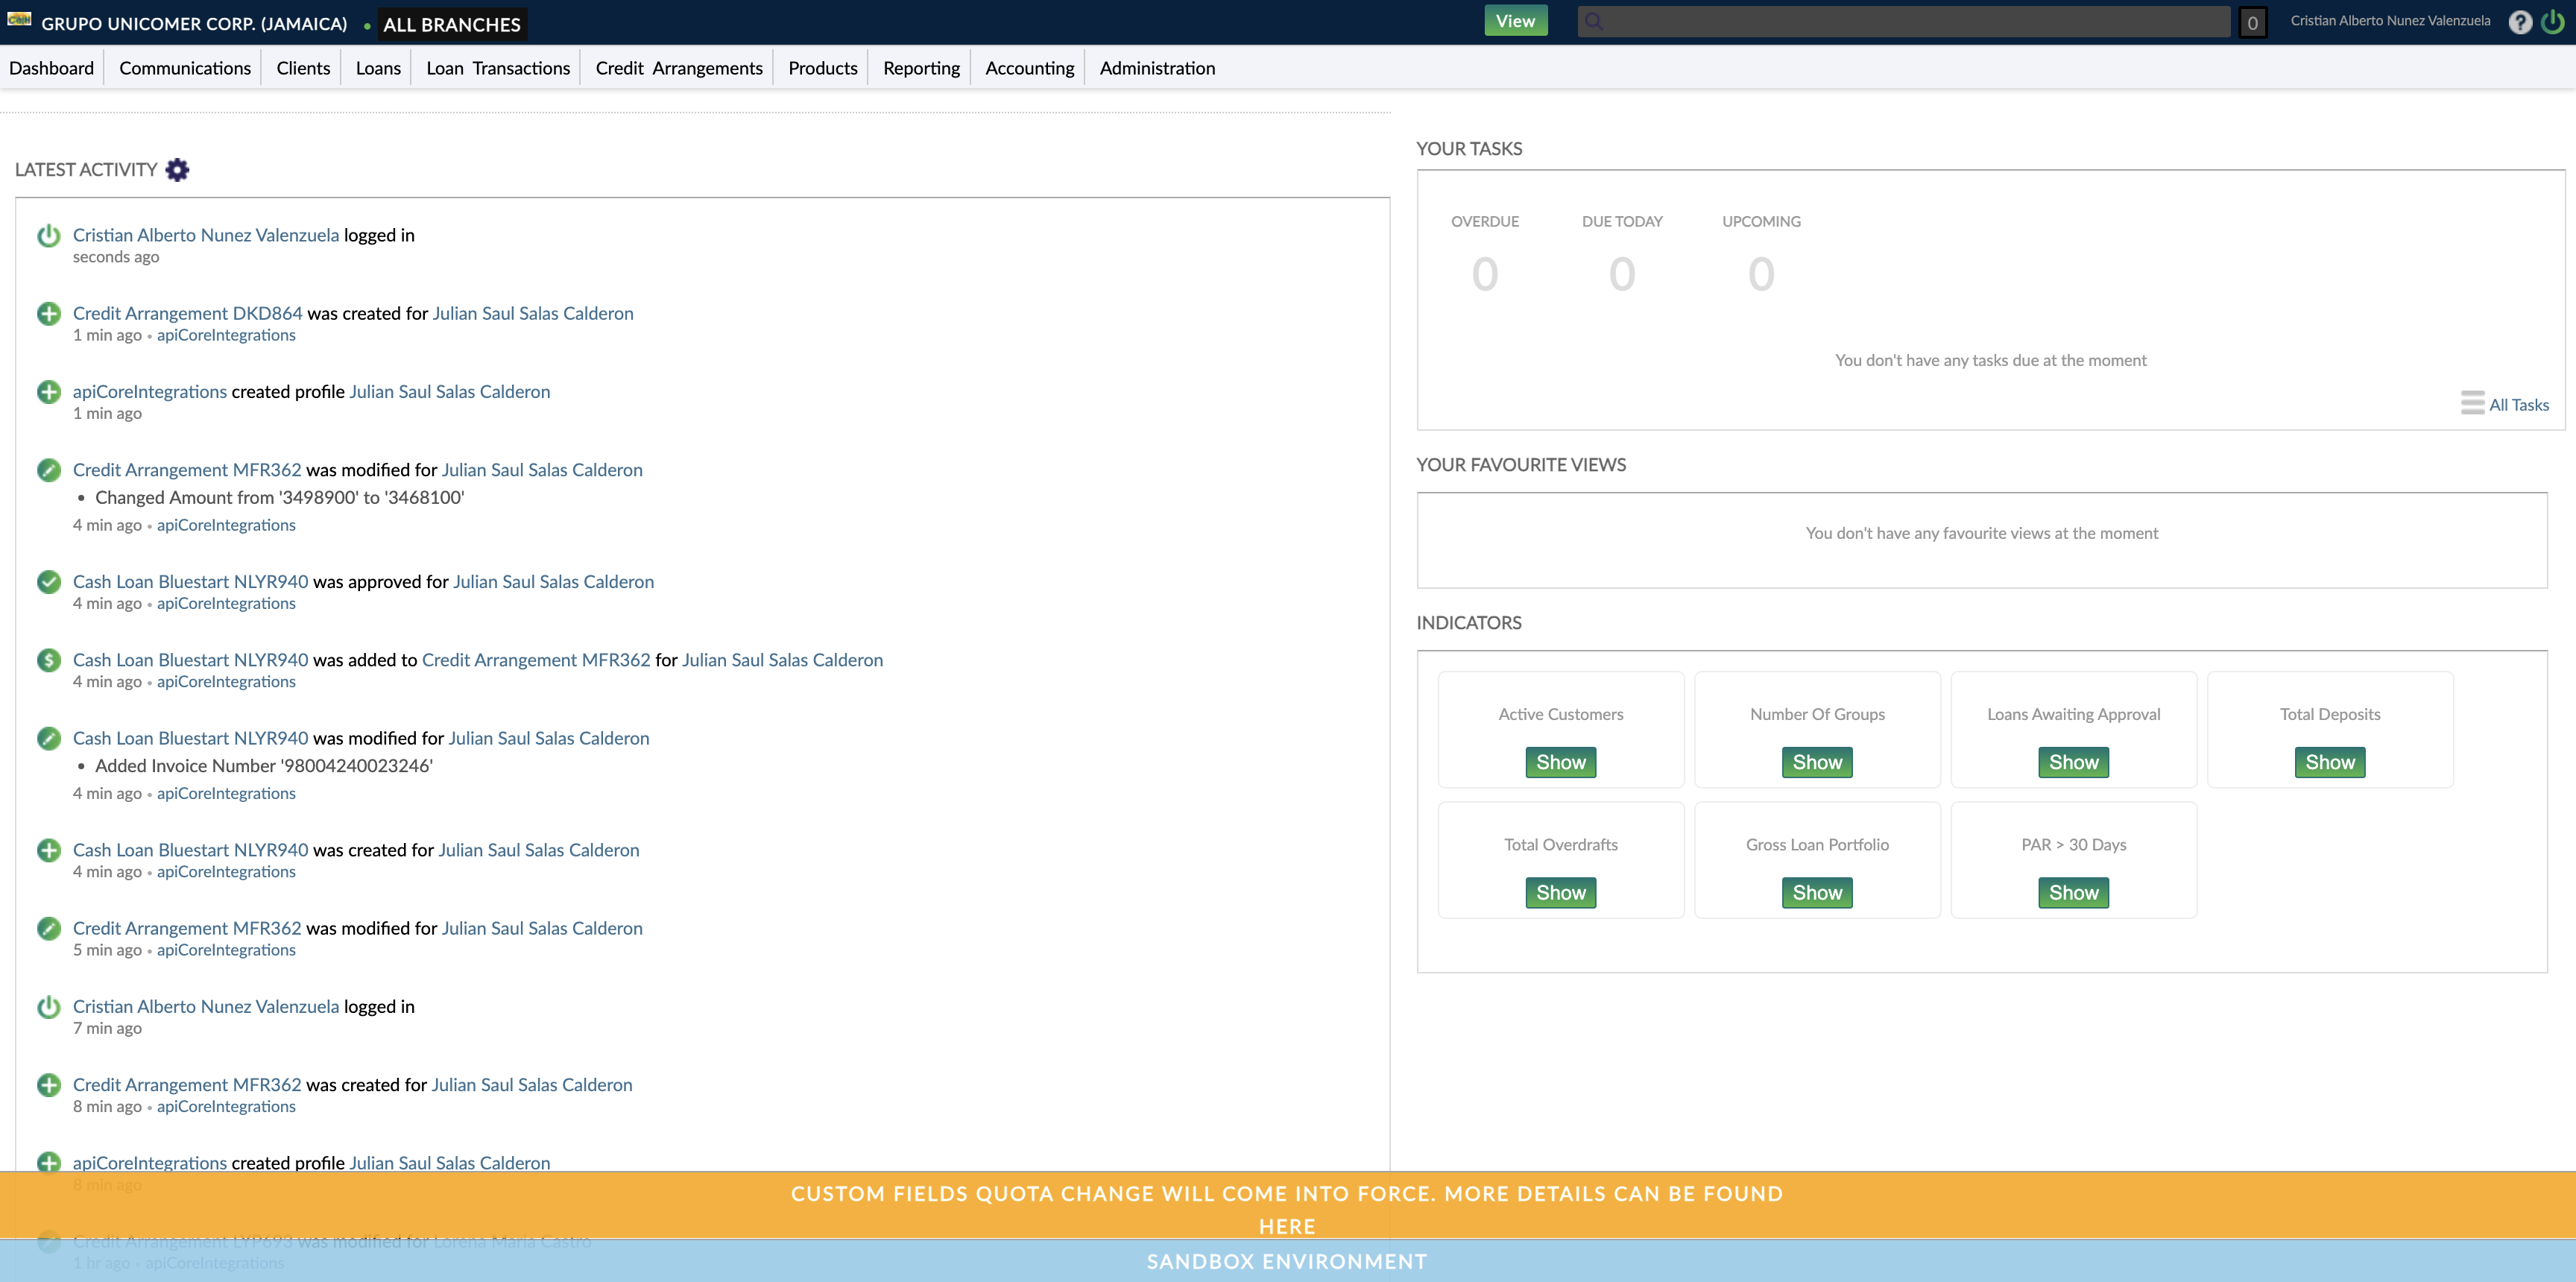 GRUPO UNICOMER CORP. (JAMAICA) • ALL BRANCHES
View
0
Cristian Alberto Nunez Valenzuela
?
Dashboard
Communications
Clients
Loans
Loan Transactions
Credit Arrangements
Products
Reporting
Accounting
Administration
LATEST ACTIVITY
Cristian Alberto Nunez Valenzuela logged in
seconds ago
Credit Arrangement DKD864 was created for Julian Saul Salas Calderon
1 min ago • apiCoreIntegrations
apiCoreIntegrations created profile Julian Saul Salas Calderon
1 min ago
Credit Arrangement MFR362 was modified for Julian Saul Salas Calderon
• Changed Amount from '3498900' to '3468100'
4 min ago • apiCoreIntegrations
Cash Loan Bluestart NLYR940 was approved for Julian Saul Salas Calderon
4 min ago • apiCoreIntegrations
Cash Loan Bluestart NLYR940 was added to Credit Arrangement MFR362 for Julian Saul Salas Calderon
4 min ago • apiCoreIntegrations
Cash Loan Bluestart NLYR940 was modified for Julian Saul Salas Calderon
• Added Invoice Number '98004240023246'
4 min ago • apiCoreIntegrations
Cash Loan Bluestart NLYR940 was created for Julian Saul Salas Calderon
4 min ago • apiCoreIntegrations
Credit Arrangement MFR362 was modified for Julian Saul Salas Calderon
5 min ago • apiCoreIntegrations
Cristian Alberto Nunez Valenzuela logged in
7 min ago
Credit Arrangement MFR362 was created for Julian Saul Salas Calderon
8 min ago • apiCoreIntegrations
apiCoreIntegrations created profile Julian Saul Salas Calderon
8 min ago
Credit Arrangement LYP693 was modified for Lorena Maria Castro
1 hr ago • apiCoreIntegrations
YOUR TASKS
OVERDUE
DUE TODAY
UPCOMING
0
0
0
You don't have any tasks due at the moment
All Tasks
YOUR FAVOURITE VIEWS
You don't have any favourite views at the moment
INDICATORS
Active Customers
Show
Number Of Groups
Show
Loans Awaiting Approval
Show
Total Deposits
Show
Total Overdrafts
Show
Gross Loan Portfolio
Show
PAR > 30 Days
Show
CUSTOM FIELDS QUOTA CHANGE WILL COME INTO FORCE. MORE DETAILS CAN BE FOUND
HERE
SANDBOX ENVIRONMENT